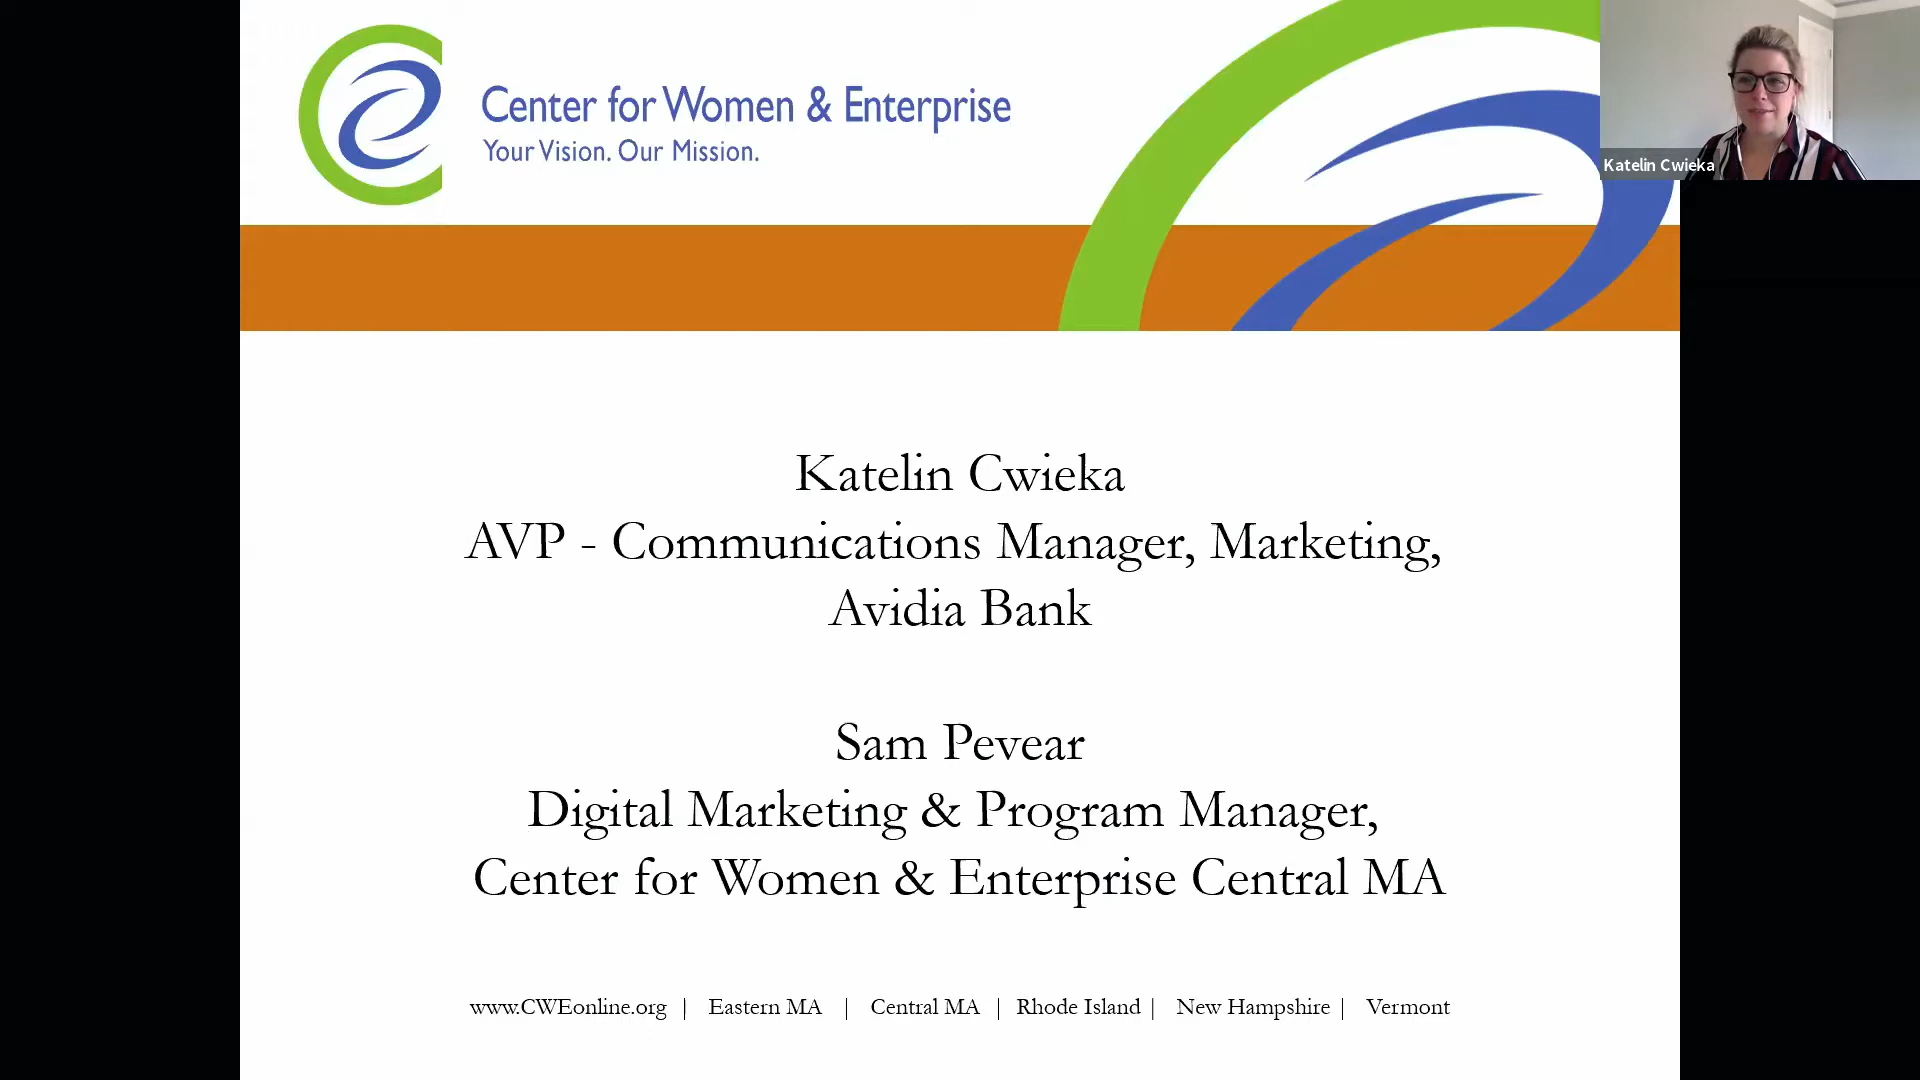 Center for Women & Enterprise
Your Vision. Our Mission.
Katelin Cwieka
Katelin Cwieka
AVP - Communications Manager, Marketing,
Avidia Bank
Sam Pevear
Digital Marketing & Program Manager,
Center for Women & Enterprise Central MA
www.CWEonline.org | Eastern MA | Central MA | Rhode Island | New Hampshire | Vermont